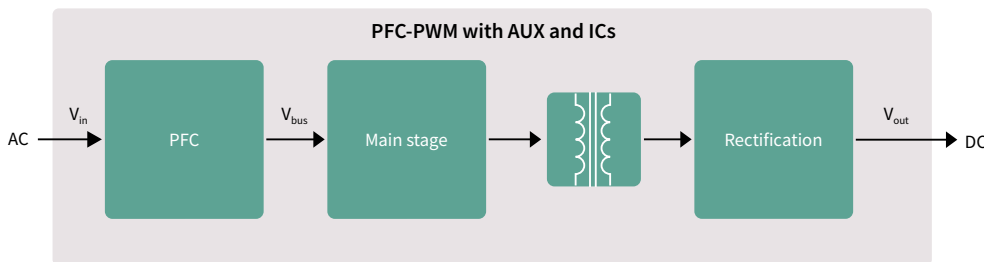 PFC-PWM with AUX and ICs
AC
Vin
PFC
Vbus
Main stage
Rectification
Vout
DC